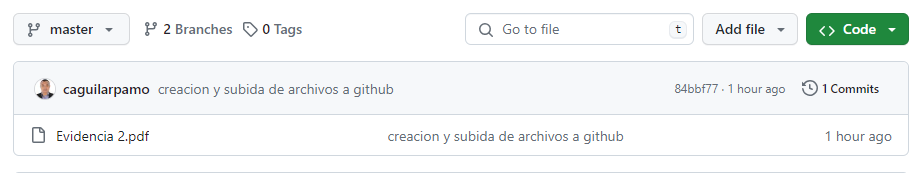 master 2 Branches 0 Tags Go to file t Add file Code
caguilarpamo creacion y subida de archivos a github 84bbf77 · 1 hour ago 1 Commits
Evidencia 2.pdf creacion y subida de archivos a github 1 hour ago